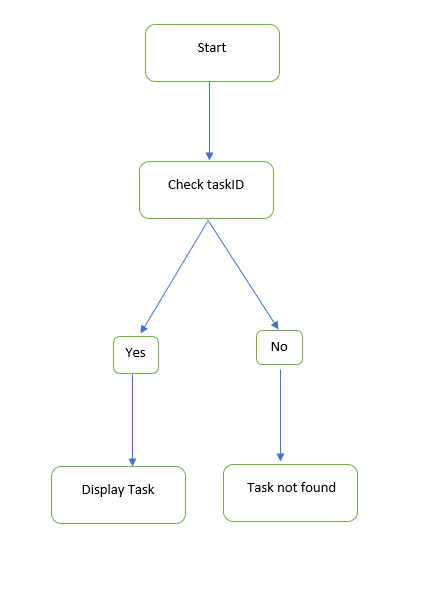 Start
Check taskID
Yes
No
Display Task
Task not found